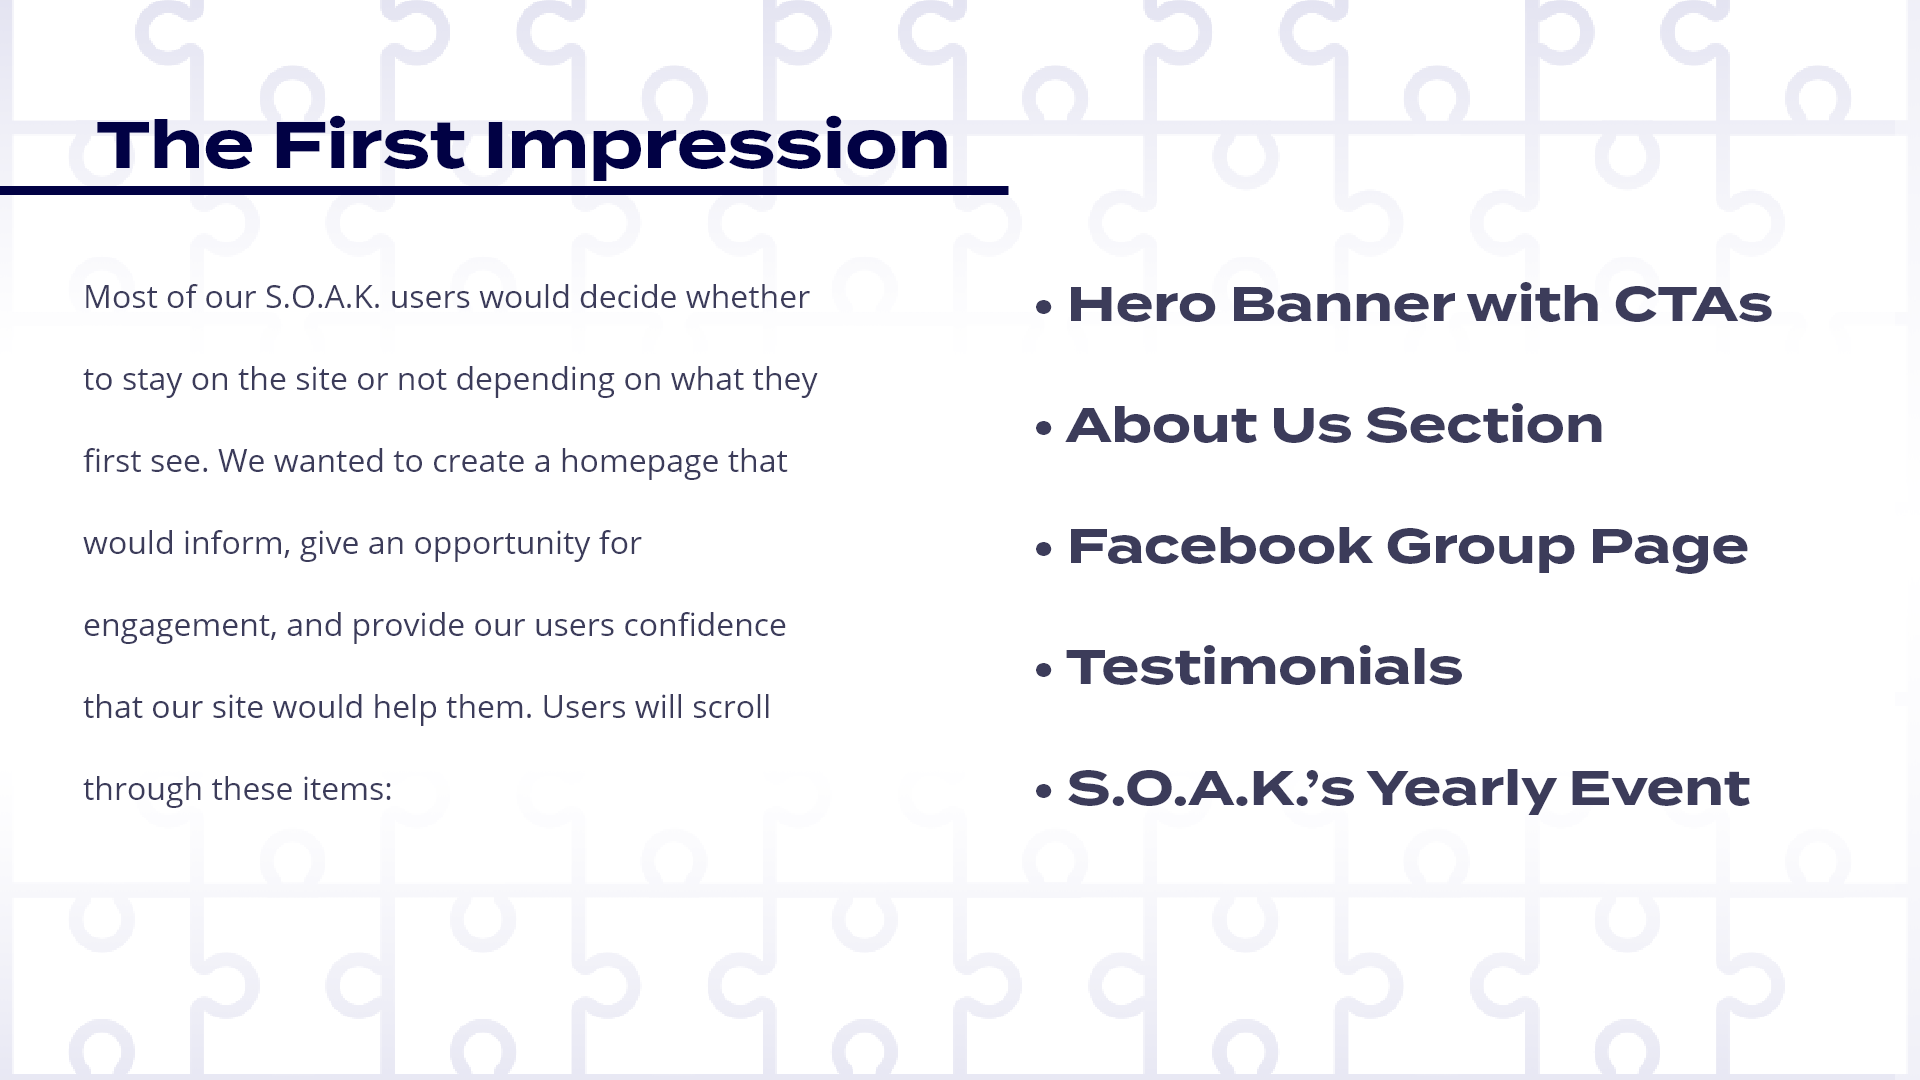 The First Impression
Most of our S.O.A.K. users would decide whether
to stay on the site or not depending on what they
first see. We wanted to create a homepage that
would inform, give an opportunity for
engagement, and provide our users confidence
that our site would help them. Users will scroll
through these items:
• Hero Banner with CTAs
• About Us Section
• Facebook Group Page
• Testimonials
• S.O.A.K.’s Yearly Event